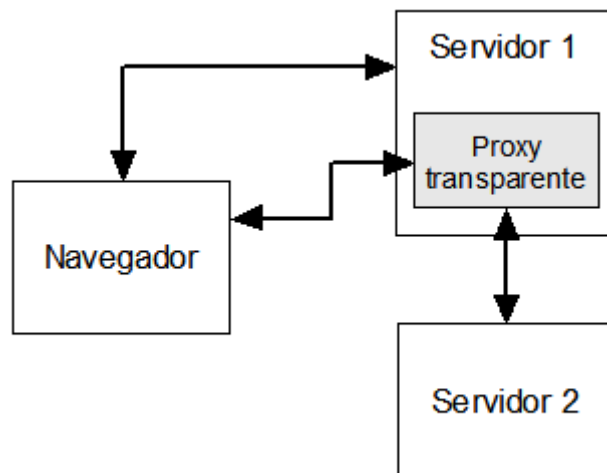 Servidor 1
Proxy
transparente
Navegador
Servidor 2